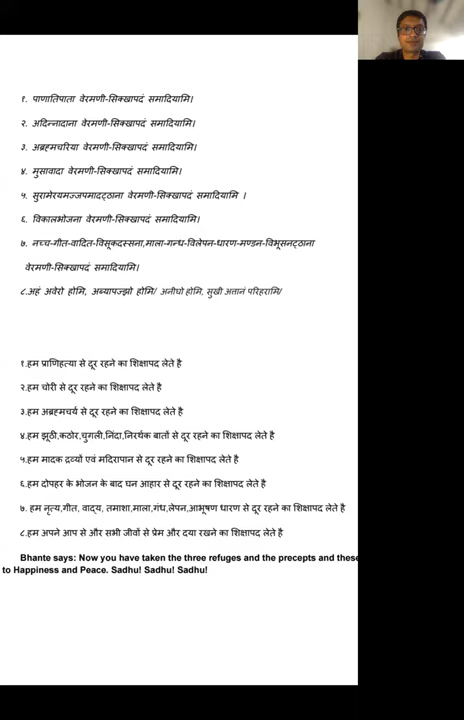 १. पाणातिपाता वेरमणी-सिक्खापदं समादियामि।
२. अदिन्नादाना वेरमणी-सिक्खापदं समादियामि।
३. अब्रह्मचरिया वेरमणी-सिक्खापदं समादियामि।
४. मुसावादा वेरमणी-सिक्खापदं समादियामि।
५. सुरामेरयमज्जपमादट्ठाना वेरमणी-सिक्खापदं समादियामि ।
६. विकालभोजना वेरमणी-सिक्खापदं समादियामि।
७. नच्च-गीत-वादित-विसूकदस्सना,माला-गन्ध-विलेपन-धारण-मण्डन-विभूसनट्ठाना
वेरमणी-सिक्खापदं समादियामि।
८.अहं अवेरो होमि, अब्यापज्झो होमि/ अनीघो होमि, सुखी अत्तानं परिहरामि/
१.हम प्राणिहत्या से दूर रहने का शिक्षापद लेते है
२.हम चोरी से दूर रहने का शिक्षापद लेते है
३.हम अब्रह्मचर्य से दूर रहने का शिक्षापद लेते है
४.हम झूठी,कठोर,चुगली,निंदा,निरर्थक बातों से दूर रहने का शिक्षापद लेते है
५.हम मादक द्रव्यों एवं मदिरापान से दूर रहने का शिक्षापद लेते है
६.हम दोपहर के भोजन के बाद घन आहार से दूर रहने का शिक्षापद लेते है
७. हम नृत्य,गीत, वाद्य, तमाशा,माला,गंध,लेपन,आभूषण धारण से दूर रहने का शिक्षापद लेते है
८.हम अपने आप से और सभी जीवों से प्रेम और दया रखने का शिक्षापद लेते है
Bhante says: Now you have taken the three refuges and the precepts and these
to Happiness and Peace. Sadhu! Sadhu! Sadhu!